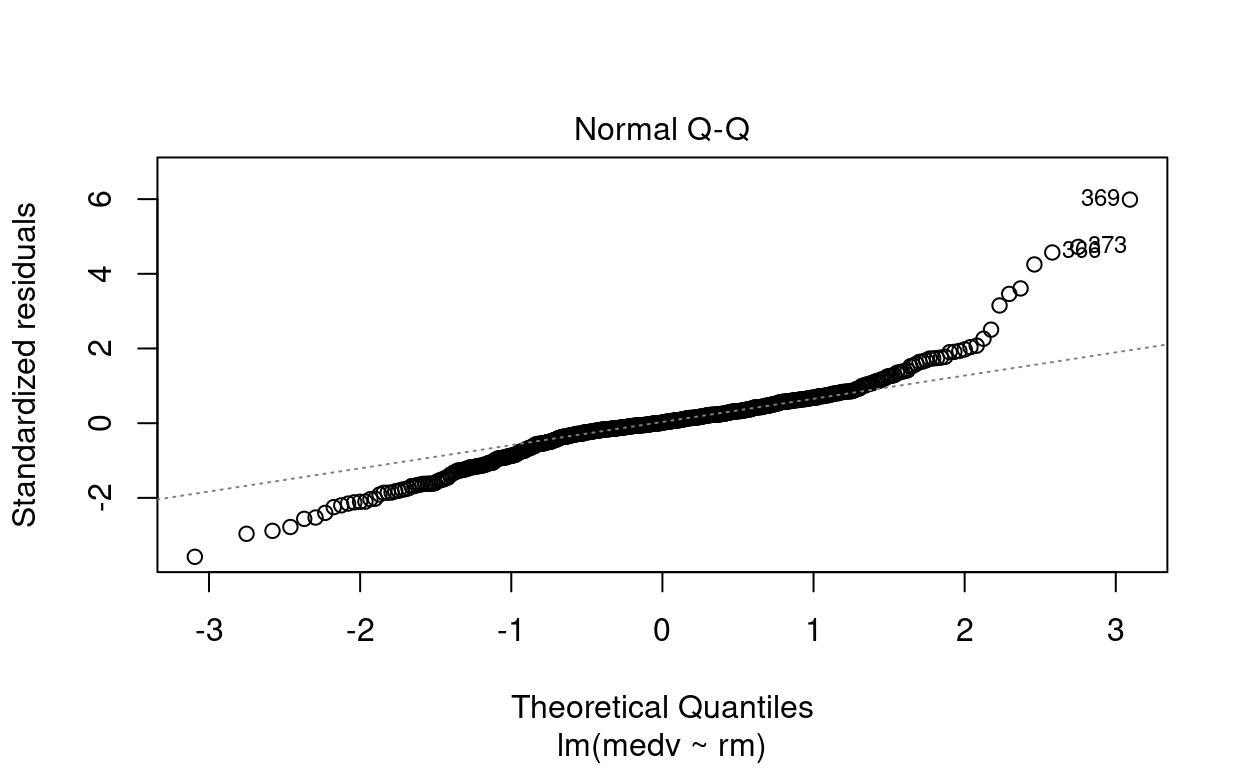 Normal Q-Q
Standardized residuals
6
4
2
0
-2
369
373
366
-3 -2 -1 0 1 2 3
Theoretical Quantiles
lm(medv ~ rm)